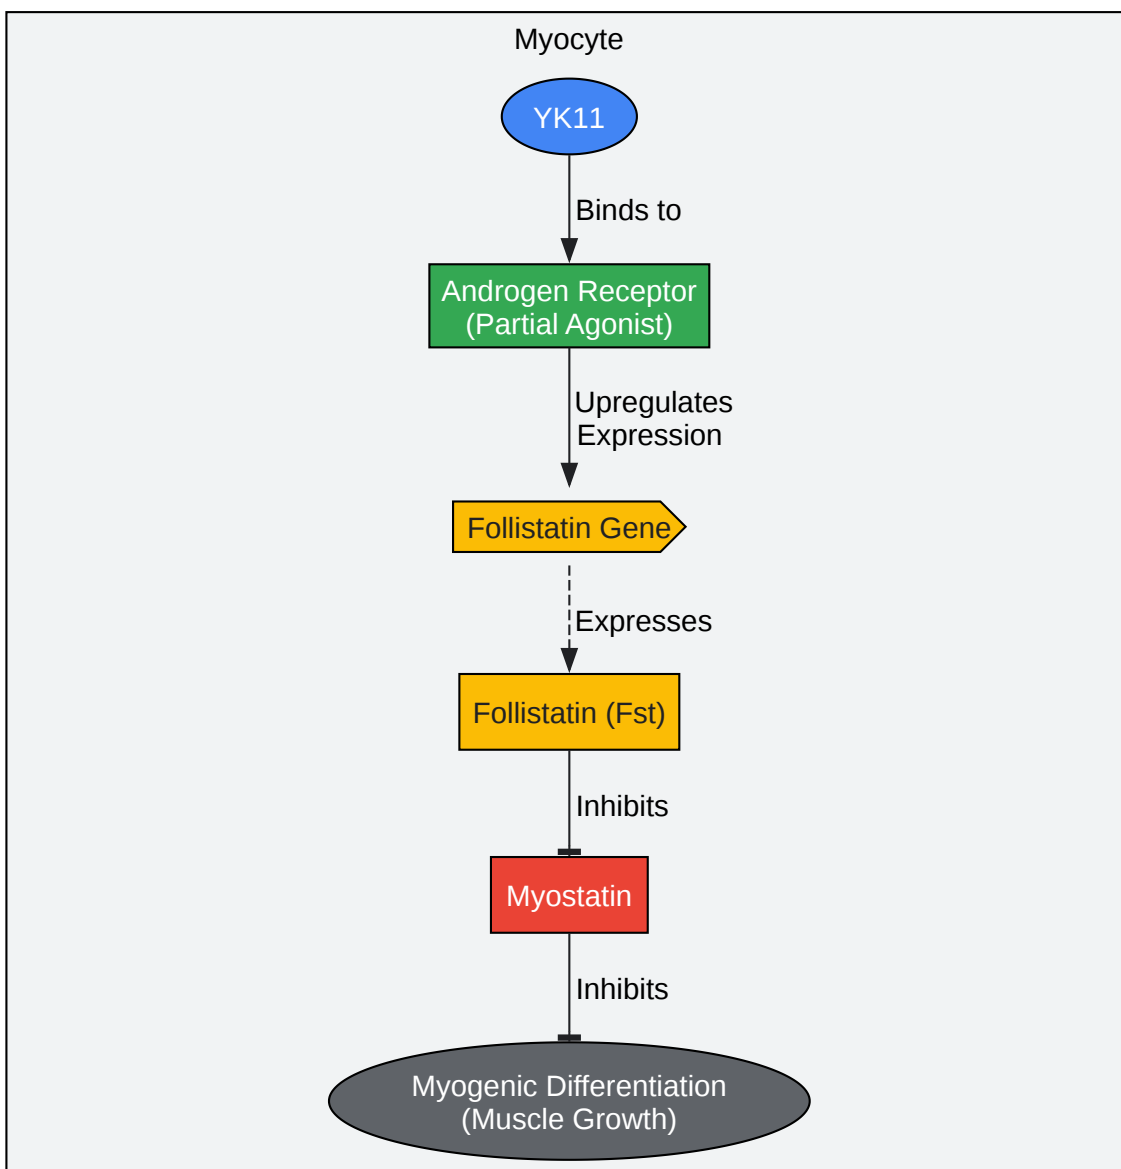 Myocyte
YK11
Binds to
Androgen Receptor
(Partial Agonist)
Upregulates
Expression
Follistatin Gene
Expresses
Follistatin (Fst)
Inhibits
Myostatin
Inhibits
Myogenic Differentiation
(Muscle Growth)